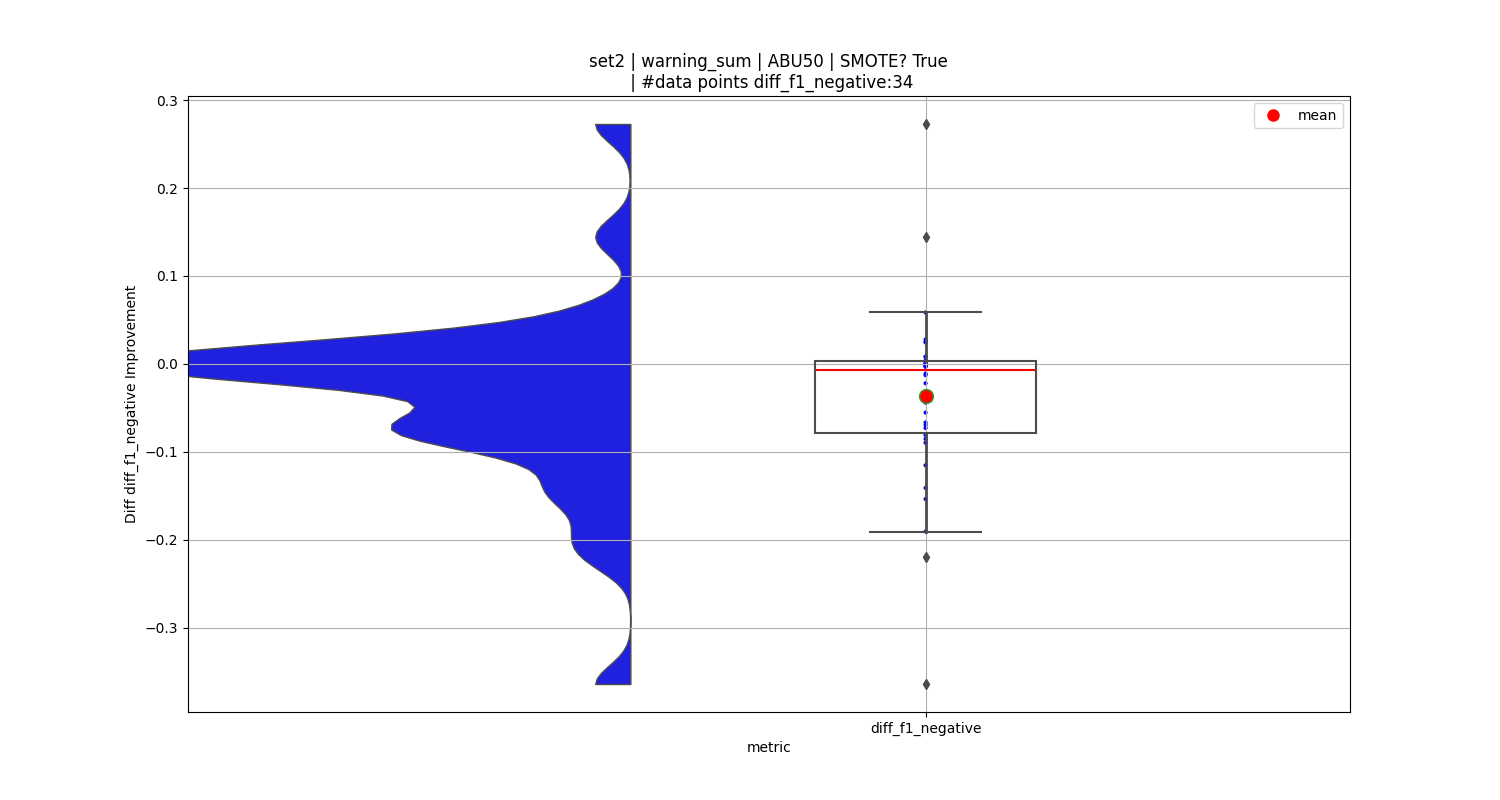 set2 | warning_sum | ABU50 | SMOTE? True
| #data points diff_f1_negative:34
mean
0.3
0.2
0.1
0.0
−0.1
−0.2
−0.3
Diff diff_f1_negative Improvement
diff_f1_negative
metric